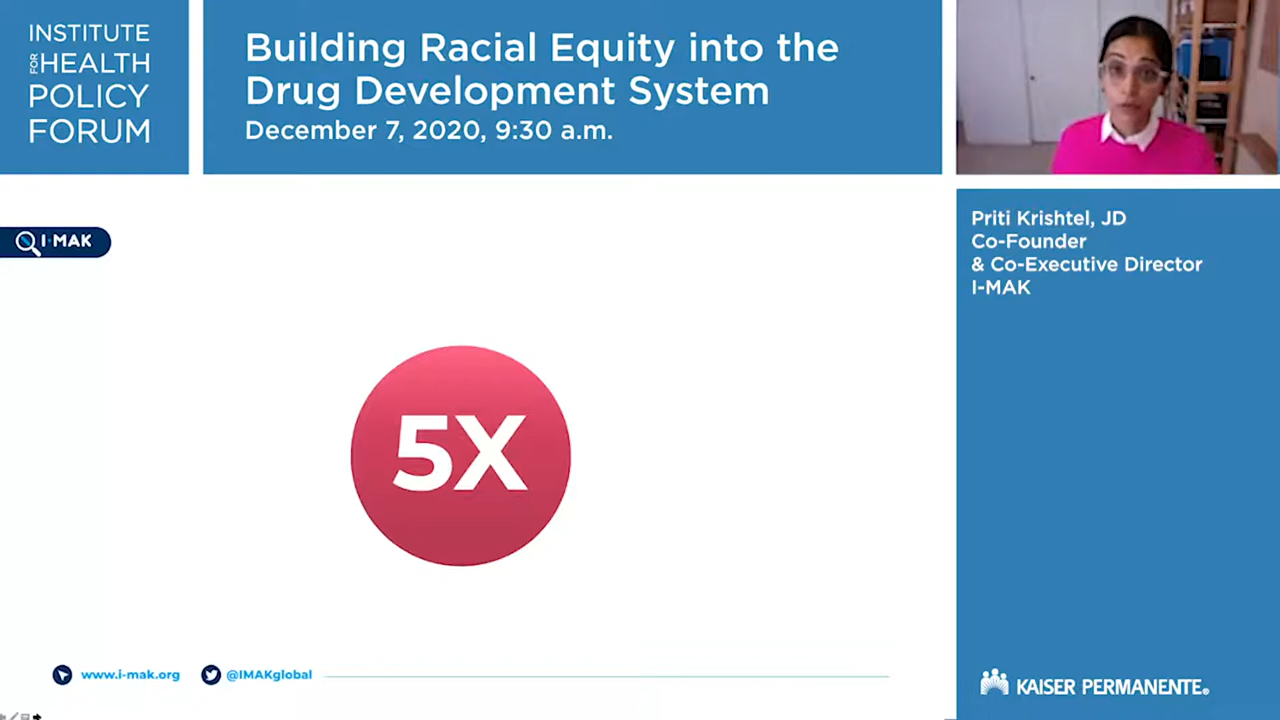 INSTITUTE
FOR HEALTH
POLICY
FORUM
Building Racial Equity into the
Drug Development System
December 7, 2020, 9:30 a.m.
I-MAK
Priti Krishtel, JD
Co-Founder
& Co-Executive Director
I-MAK
5X
www.i-mak.org
@IMAKglobal
KAISER PERMANENTE®